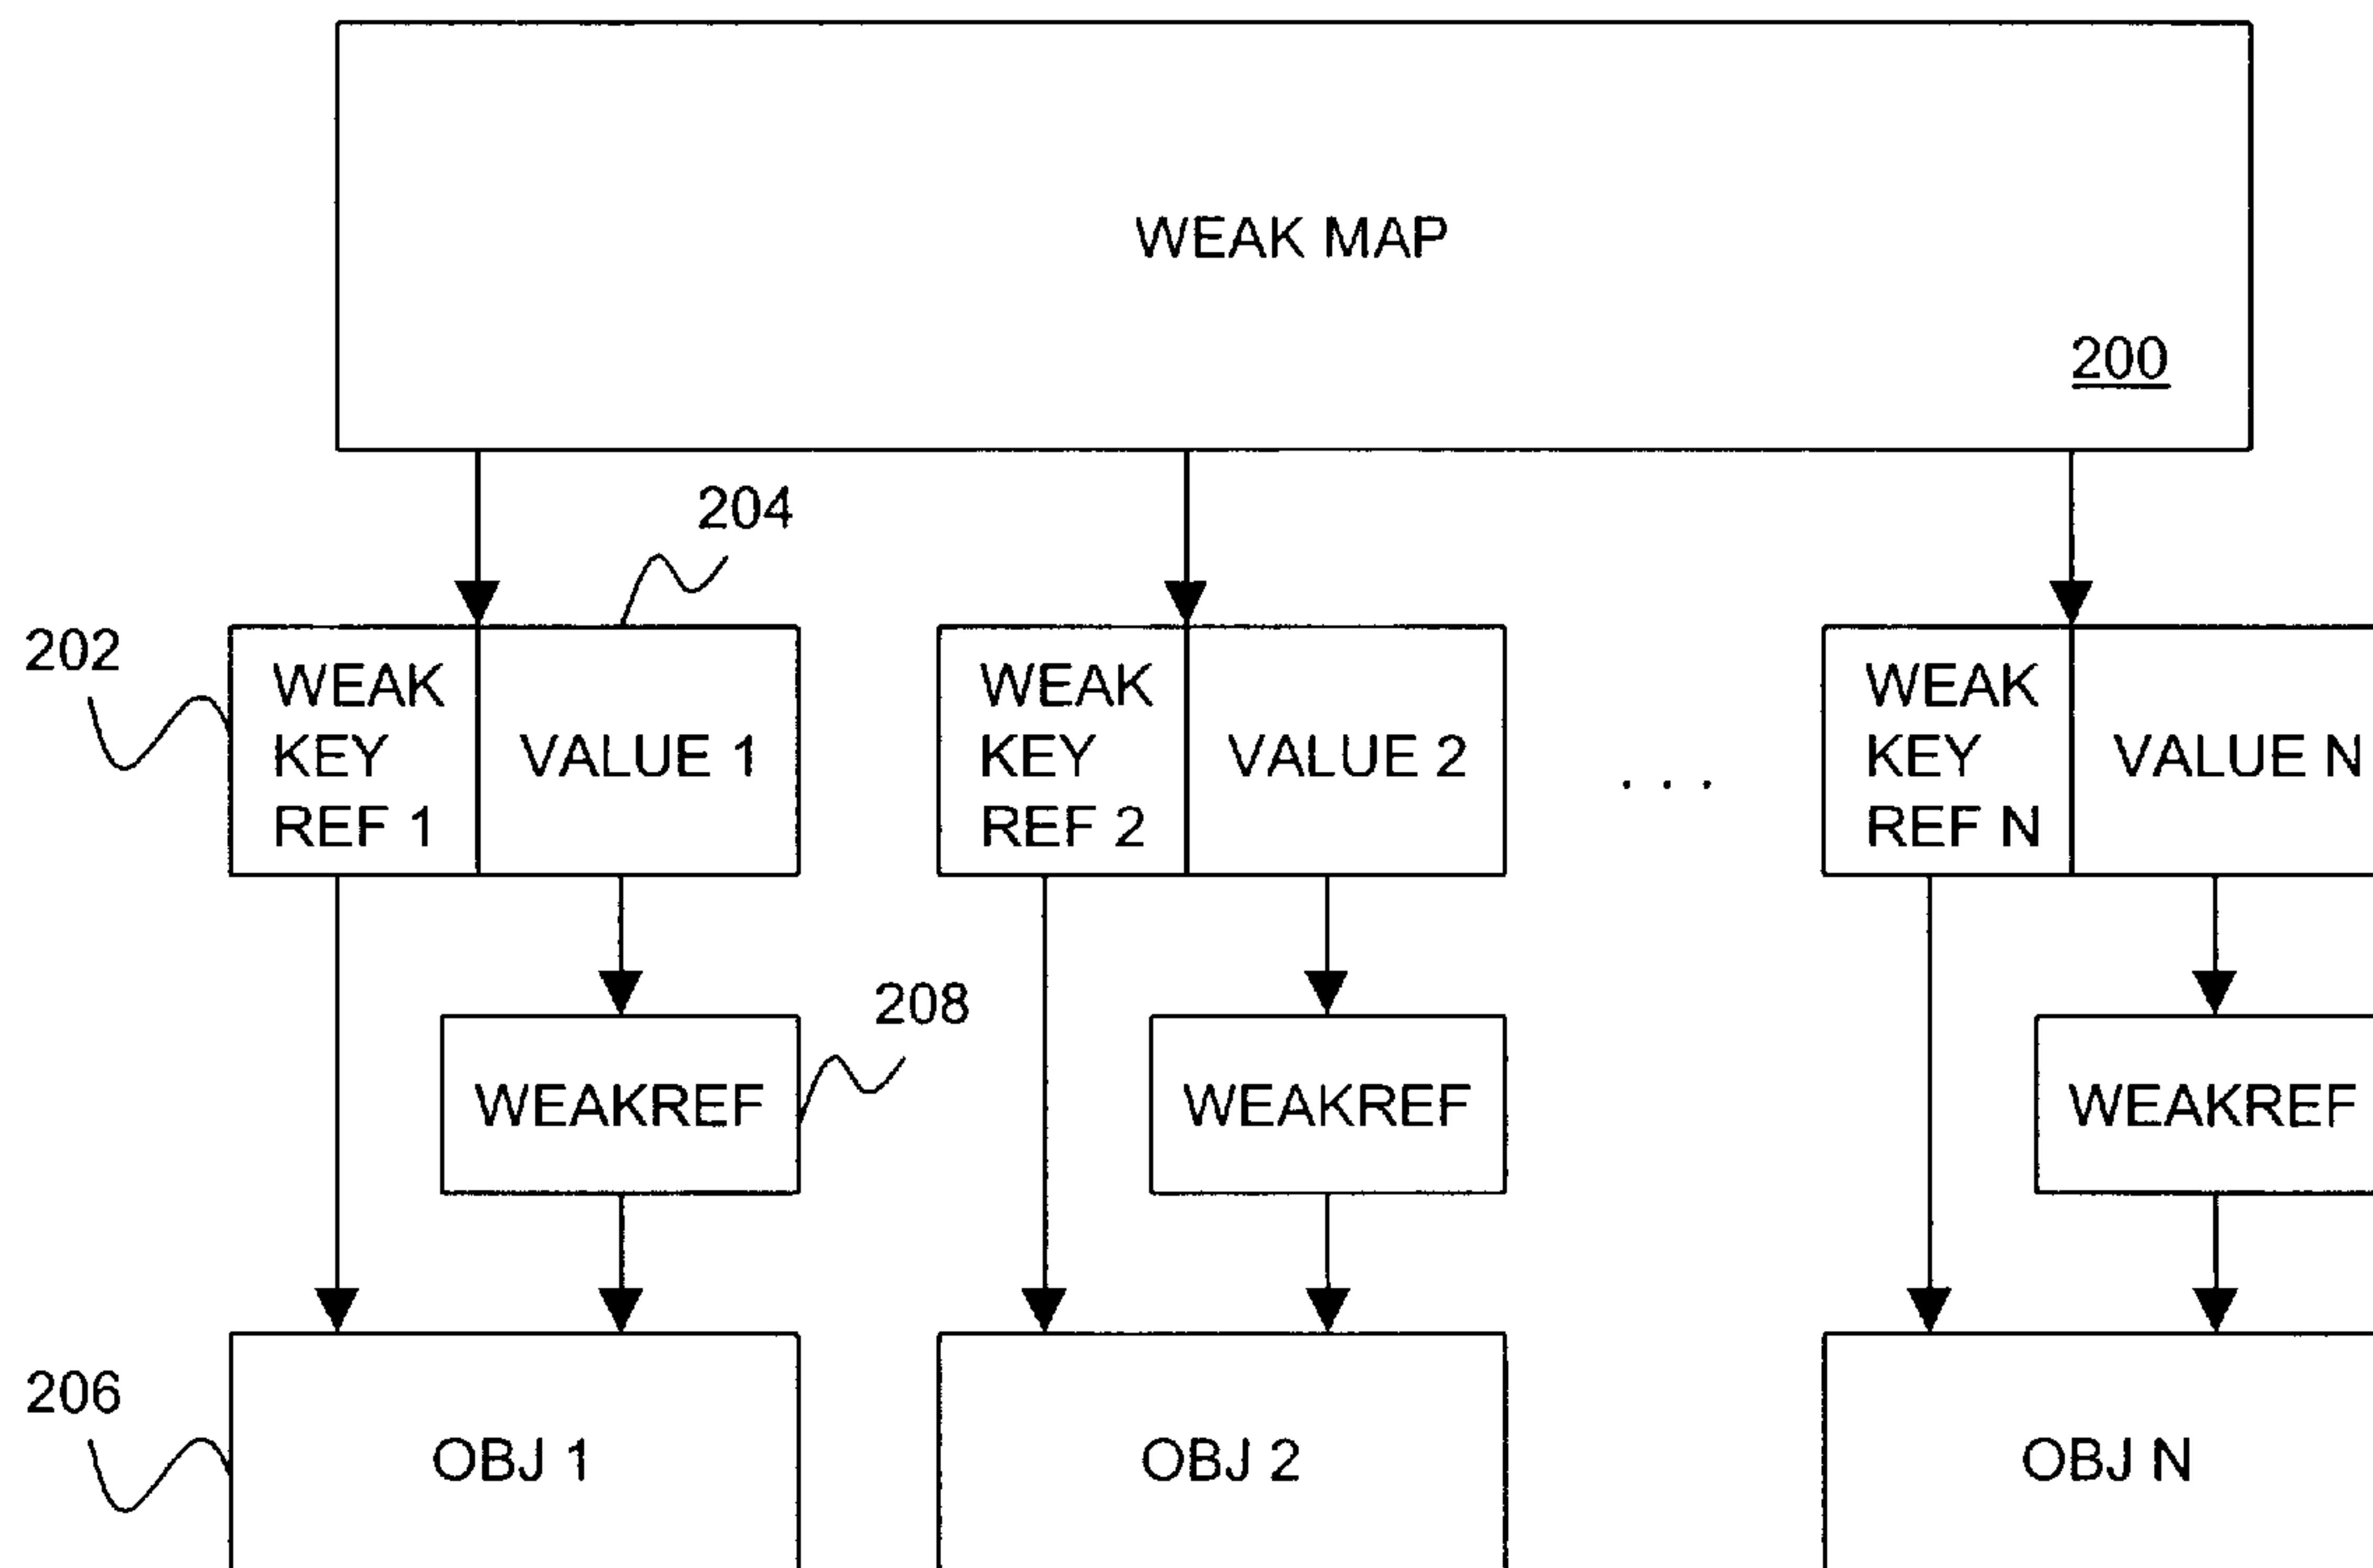 WEAK MAP
200
204
202
WEAK
KEY
REF 1
VALUE 1
WEAK
KEY
REF 2
VALUE 2
. . .
WEAK
KEY
REF N
VALUE N
208
WEAKREF
WEAKREF
WEAKREF
206
OBJ 1
OBJ 2
OBJ N